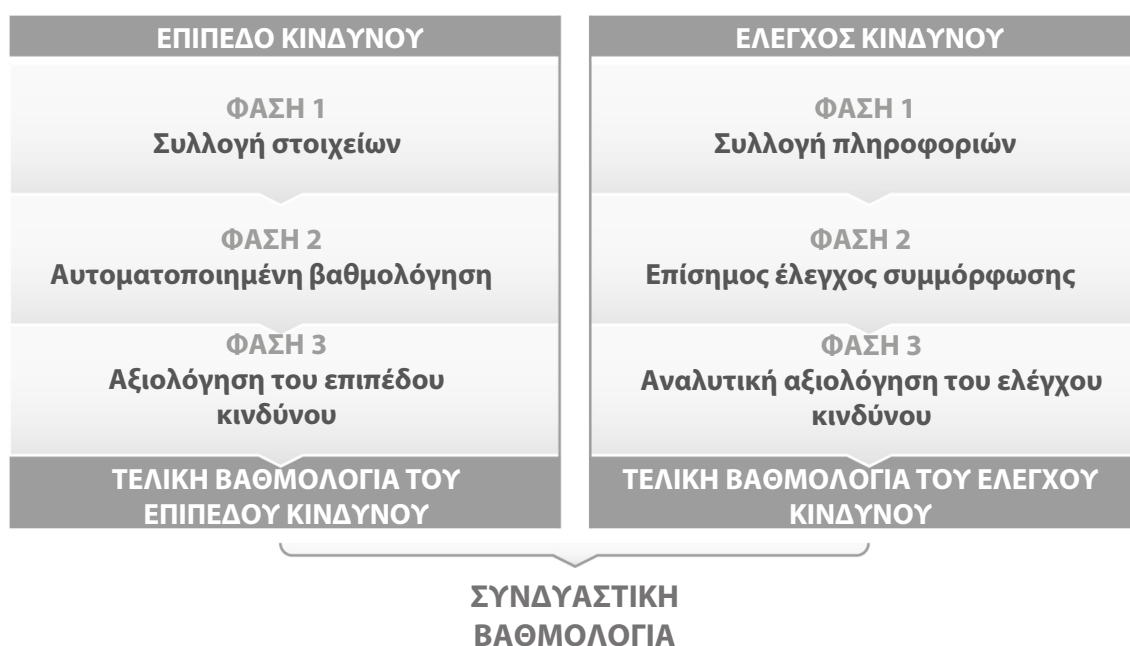 ΕΠΙΠΕΔΟ ΚΙΝΔΥΝΟΥ
ΦΑΣΗ 1
Συλλογή στοιχείων
ΦΑΣΗ 2
Αυτοματοποιημένη βαθμολόγηση
ΦΑΣΗ 3
Αξιολόγηση του επιπέδου
κινδύνου
ΤΕΛΙΚΗ ΒΑΘΜΟΛΟΓΙΑ ΤΟΥ
ΕΠΙΠΕΔΟΥ ΚΙΝΔΥΝΟΥ
ΕΛΕΓΧΟΣ ΚΙΝΔΥΝΟΥ
ΦΑΣΗ 1
Συλλογή πληροφοριών
ΦΑΣΗ 2
Επίσημος έλεγχος συμμόρφωσης
ΦΑΣΗ 3
Αναλυτική αξιολόγηση του ελέγχου
κινδύνου
ΤΕΛΙΚΗ ΒΑΘΜΟΛΟΓΙΑ ΤΟΥ ΕΛΕΓΧΟΥ
ΚΙΝΔΥΝΟΥ
ΣΥΝΔΥΑΣΤΙΚΗ
ΒΑΘΜΟΛΟΓΙΑ